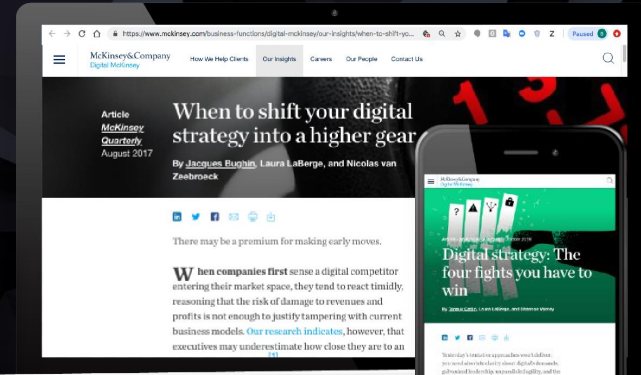 https://www.mckinsey.com/business-functions/digital-mckinsey/our-insights/when-to-shift-yo...
Paused
McKinsey&Company
Digital McKinsey
How We Help Clients
Our Insights
Careers
Our People
Contact Us
Article
McKinsey
Quarterly
August 2017
When to shift your digital
strategy into a higher gear
By Jacques Bughin, Laura LaBerge, and Nicolas van
Zeebroeck
There may be a premium for making early moves.
When companies first sense a digital competitor
entering their market space, they tend to react timidly,
reasoning that the risk of damage to revenues and
profits is not enough to justify tampering with current
business models. Our research indicates, however, that
executives may underestimate how close they are to an
[1]
McKinsey&Company
Digital McKinsey
Digital strategy: The
four fights you have to
win